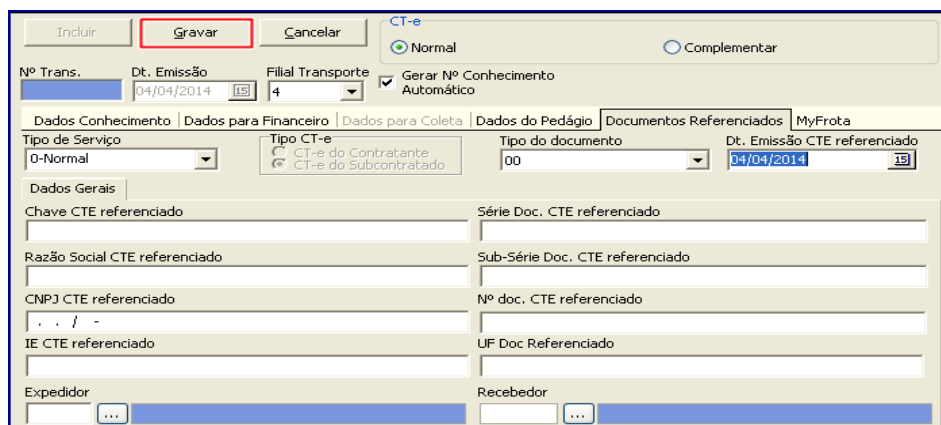 Incluir Gravar Cancelar CT-e
Normal Complementar
Nº Trans. Dt. Emissão Filial Transporte Gerar Nº Conhecimento
04/04/2014 15 4 Automático
Dados Conhecimento Dados para Financeiro Dados para Coleta Dados do Pedágio Documentos Referenciados MyFrota
Tipo de Serviço Tipo CT-e Tipo do documento Dt. Emissão CTE referenciado
0-Normal CT-e do Contratante 00 04/04/2014 15
CT-e do Subcontratado
Dados Gerais
Chave CTE referenciado Série Doc. CTE referenciado
Razão Social CTE referenciado Sub-Série Doc. CTE referenciado
CNPJ CTE referenciado Nº doc. CTE referenciado
. . / -
IE CTE referenciado UF Doc Referenciado
Expedidor Recebedor
... ...